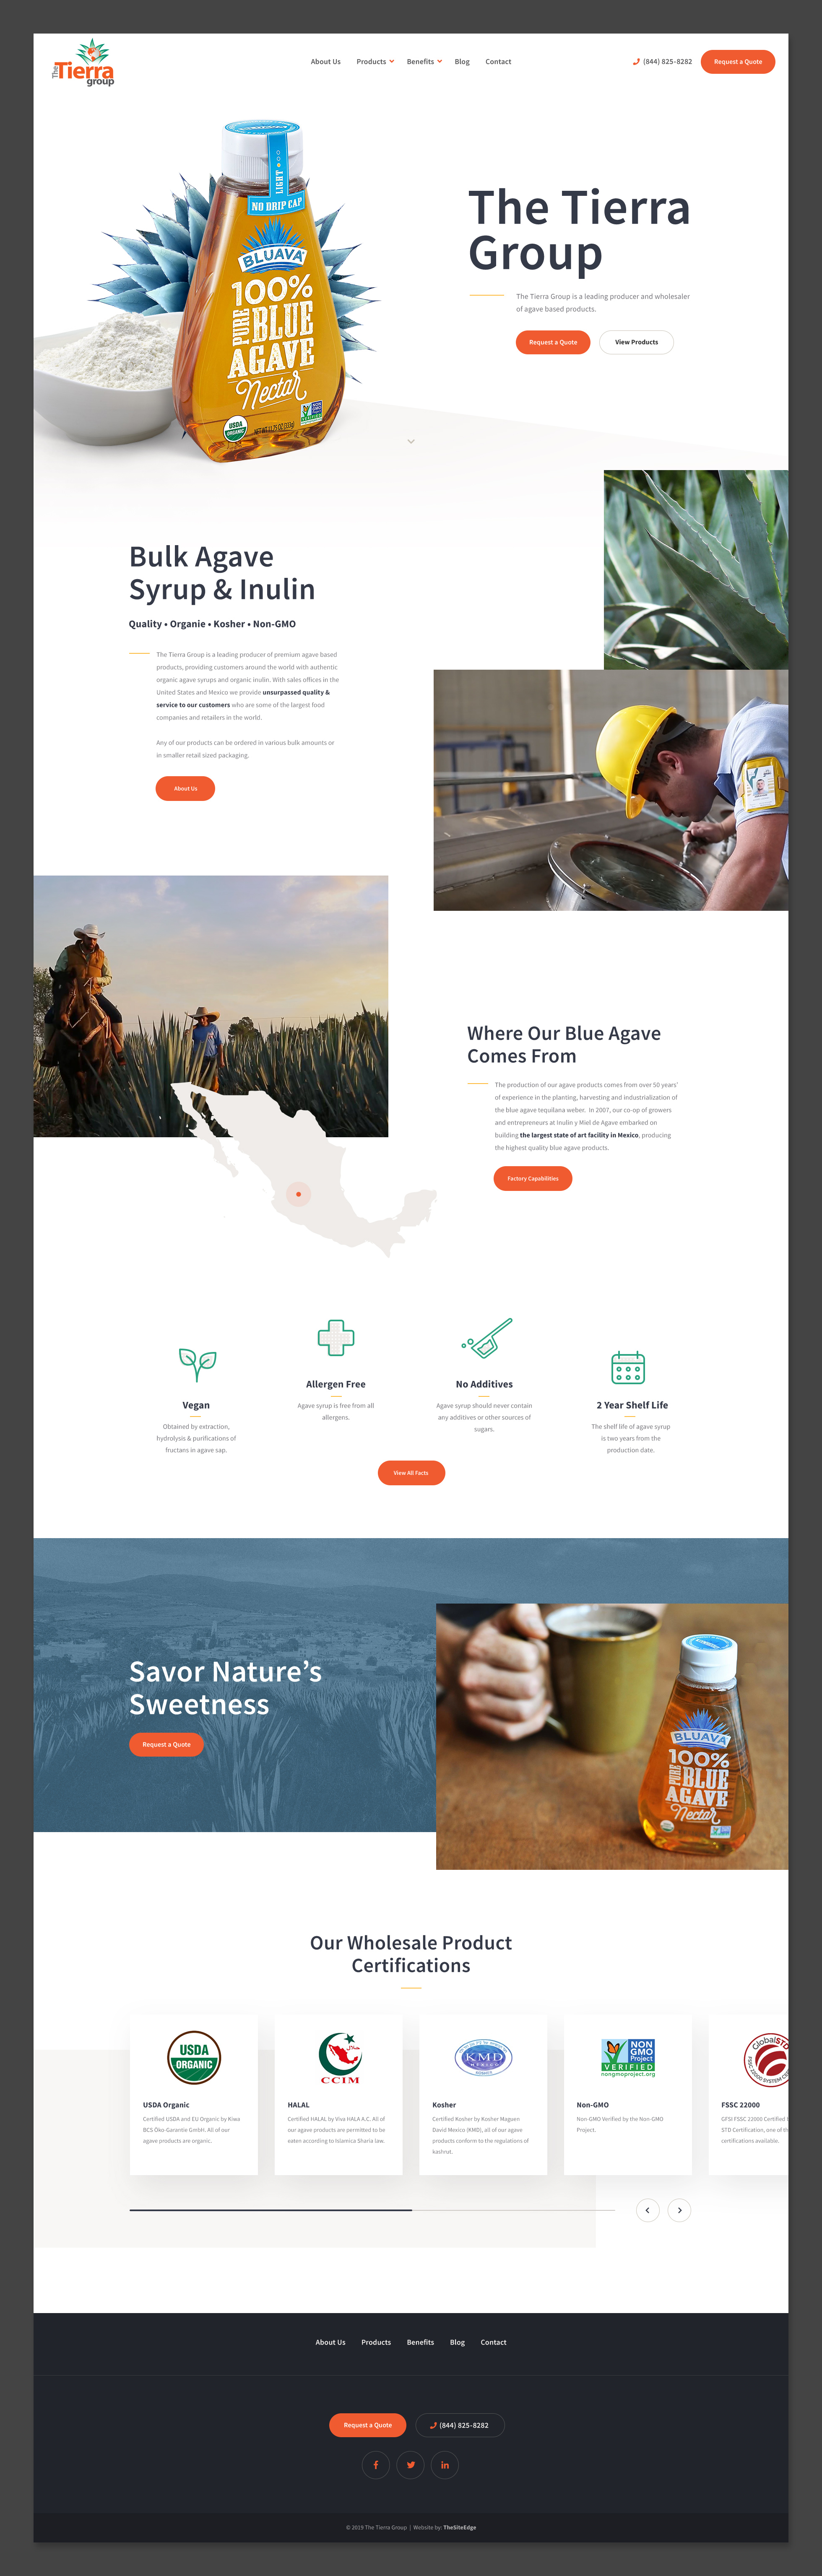 The
Tierra
group
About Us
Products
Benefits
Blog
Contact
(844) 825-8282
Request a Quote
LIGHT
NO DRIP CAP
BLUAVA
100%
PURE
BLUE
AGAVE
Nectar
USDA
ORGANIC
NET WT. 11.75 OZ (333g)
NON
GMO
VERIFIED
The Tierra
Group
The Tierra Group is a leading producer and wholesaler
of agave based products.
Request a Quote
View Products
Bulk Agave
Syrup & Inulin
Quality • Organie • Kosher • Non-GMO
The Tierra Group is a leading producer of premium agave based
products, providing customers around the world with authentic
organic agave syrups and organic inulin. With sales offices in the
United States and Mexico we provide unsurpassed quality &
service to our customers who are some of the largest food
companies and retailers in the world.
Any of our products can be ordered in various bulk amounts or
in smaller retail sized packaging.
About Us
Where Our Blue Agave
Comes From
The production of our agave products comes from over 50 years'
of experience in the planting, harvesting and industrialization of
the blue agave tequilana weber. In 2007, our co-op of growers
and entrepreneurs at Inulin y Miel de Agave embarked on
building the largest state of art facility in Mexico, producing
the highest quality blue agave products.
Factory Capabilities
Vegan
Obtained by extraction,
hydrolysis & purifications of
fructans in agave sap.
Allergen Free
Agave syrup is free from all
allergens.
No Additives
Agave syrup should never contain
any additives or other sources of
sugars.
2 Year Shelf Life
The shelf life of agave syrup
is two years from the
production date.
View All Facts
Savor Nature's
Sweetness
Request a Quote
BLUAVA
100%
PURE
BLUE
AGAVE
Nectar
Our Wholesale Product
Certifications
USDA
ORGANIC
USDA Organic
Certified USDA and EU Organic by Kiwa
BCS Öko-Garantie GmbH. All of our
agave products are organic.
CCIM
HALAL
Certified HALAL by Viva HALA A.C. All of
our agave products are permitted to be
eaten according to Islamica Sharia law.
KMD
MEXICO
Kosher
Certified Kosher by Kosher Maguen
David Mexico (KMD), all of our agave
products conform to the regulations of
kashrut.
NON
GMO
Project
VERIFIED
nongmoproject.org
Non-GMO
Non-GMO Verified by the Non-GMO
Project.
GlobalSTD
FSSC 22000 SYSTEM
FSSC 22000
GFSI FSSC 22000 Certified
STD Certification, one of
certifications available.
About Us
Products
Benefits
Blog
Contact
Request a Quote
(844) 825-8282
© 2019 The Tierra Group | Website by: TheSiteEdge